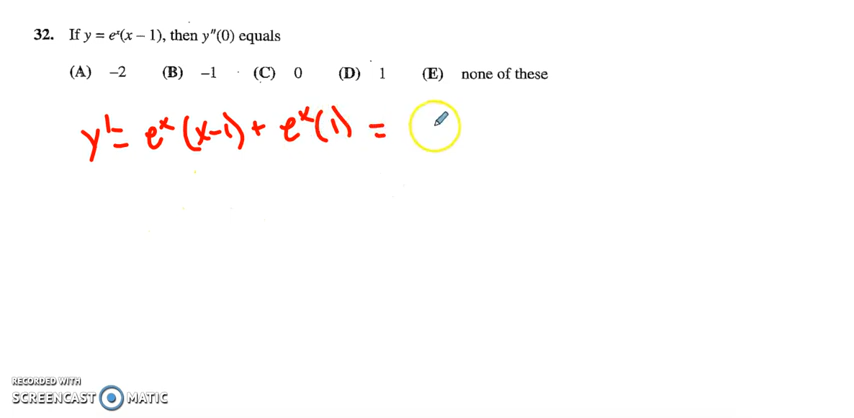 32. If y = eˣ(x − 1), then y″(0) equals
(A) −2 (B) −1 (C) 0 (D) 1 (E) none of these
y' = eˣ (x-1) + eˣ(1) =
RECORDED WITH
SCREENCAST MATIC